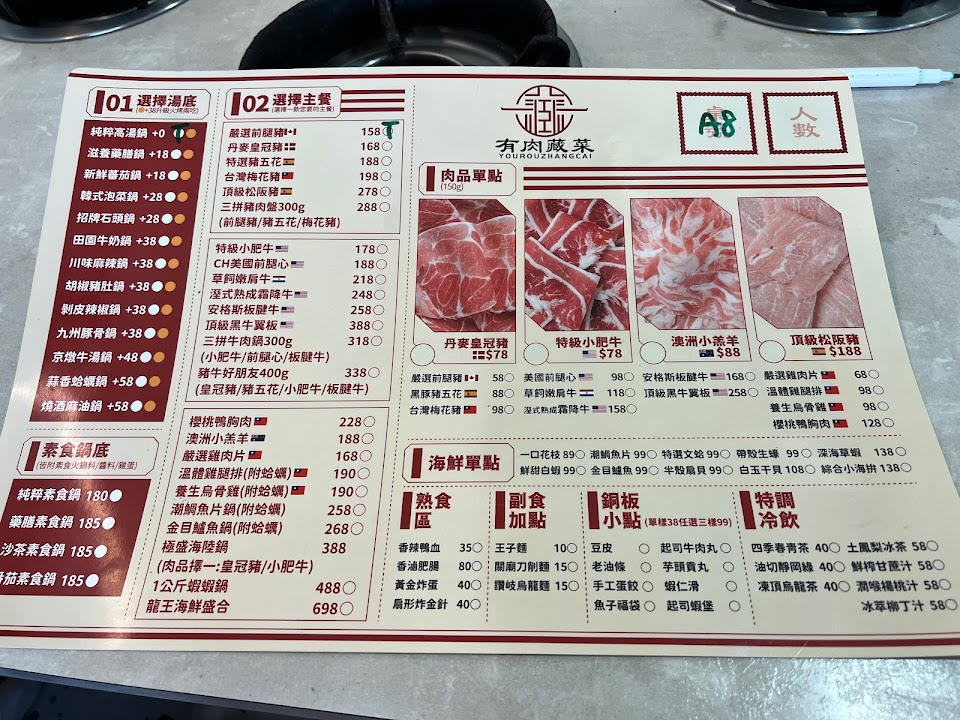 01 選擇湯底
(+38升級火烤兩吃)
純粹高湯鍋 +0 T
滋養藥膳鍋 +18
新鮮蕃茄鍋 +18
韓式泡菜鍋 +28
招牌石頭鍋 +28
田園牛奶鍋 +38
川味麻辣鍋 +38
胡椒豬肚鍋 +38
剝皮辣椒鍋 +38
九州豚骨鍋 +38
京燉牛湯鍋 +48
蒜香蛤蠣鍋 +58
燒酒麻油鍋 +58
素食鍋底
(皆附素食火鍋料/醬料/雞蛋)
純粹素食鍋 180
藥膳素食鍋 185
沙茶素食鍋 185
番茄素食鍋 185
02 選擇主餐
(選擇一款您要的主餐)
嚴選前腿豬 158 T
丹麥皇冠豬 168
特選豬五花 188
台灣梅花豬 198
頂級松阪豬 278
三拼豬肉盤300g 288
(前腿豬/豬五花/梅花豬)
特級小肥牛 178
CH美國前腿心 188
草飼嫩肩牛 218
溼式熟成霜降牛 248
安格斯板腱牛 258
頂級黑牛翼板 388
三拼牛肉鍋300g 318
(小肥牛/前腿心/板腱牛)
豬牛好朋友400g 338
(皇冠豬/豬五花/小肥牛/板腱牛)
櫻桃鴨胸肉 228
澳洲小羔羊 188
嚴選雞肉片 168
溫體雞腿排(附蛤蠣) 190
養生烏骨雞(附蛤蠣) 190
潮鯛魚片鍋(附蛤蠣) 258
金目鱸魚鍋(附蛤蠣) 268
極盛海陸鍋 388
(肉品擇一:皇冠豬/小肥牛)
1公斤蝦蝦鍋 488
龍王海鮮盛合 698
有肉藏菜
YOUROUZHANGCAI
A8
人數
肉品單點
(150g)
丹麥皇冠豬 $78
特級小肥牛 $78
澳洲小羔羊 $88
頂級松阪豬 $188
嚴選前腿豬 58 美國前腿心 98 安格斯板腱牛 168 嚴選雞肉片 68
黑豚豬五花 88 草飼嫩肩牛 118 頂級黑牛翼板 258 溫體雞腿排 88
台灣梅花豬 98 溼式熟成霜降牛 158 養生烏骨雞 98
櫻桃鴨胸肉 128
海鮮單點
一口花枝 89 潮鯛魚片 99 特選文蛤 99 帶殼生蠔 99 深海草蝦 138
鮮甜白蝦 99 金目鱸魚 99 半殼扇貝 99 白玉干貝 108 綜合小海拼 138
熟食區
香辣鴨血 35
香滷肥腸 80
黃金炸蛋 40
扇形炸金針 40
副食加點
王子麵 10
關廟刀削麵 15
讚岐烏龍麵 15
銅板小點 (單樣38任選三樣99)
豆皮 起司牛肉丸
老油條 芋頭貢丸
手工蛋餃 蝦仁滑
魚子福袋 起司蝦堡
特調冷飲
四季春青茶 40 土鳳梨冰茶 58
油切靜岡綠 40 鮮榨甘蔗汁 58
凍頂烏龍茶 40 潤喉楊桃汁 58
冰萃柳丁汁 58